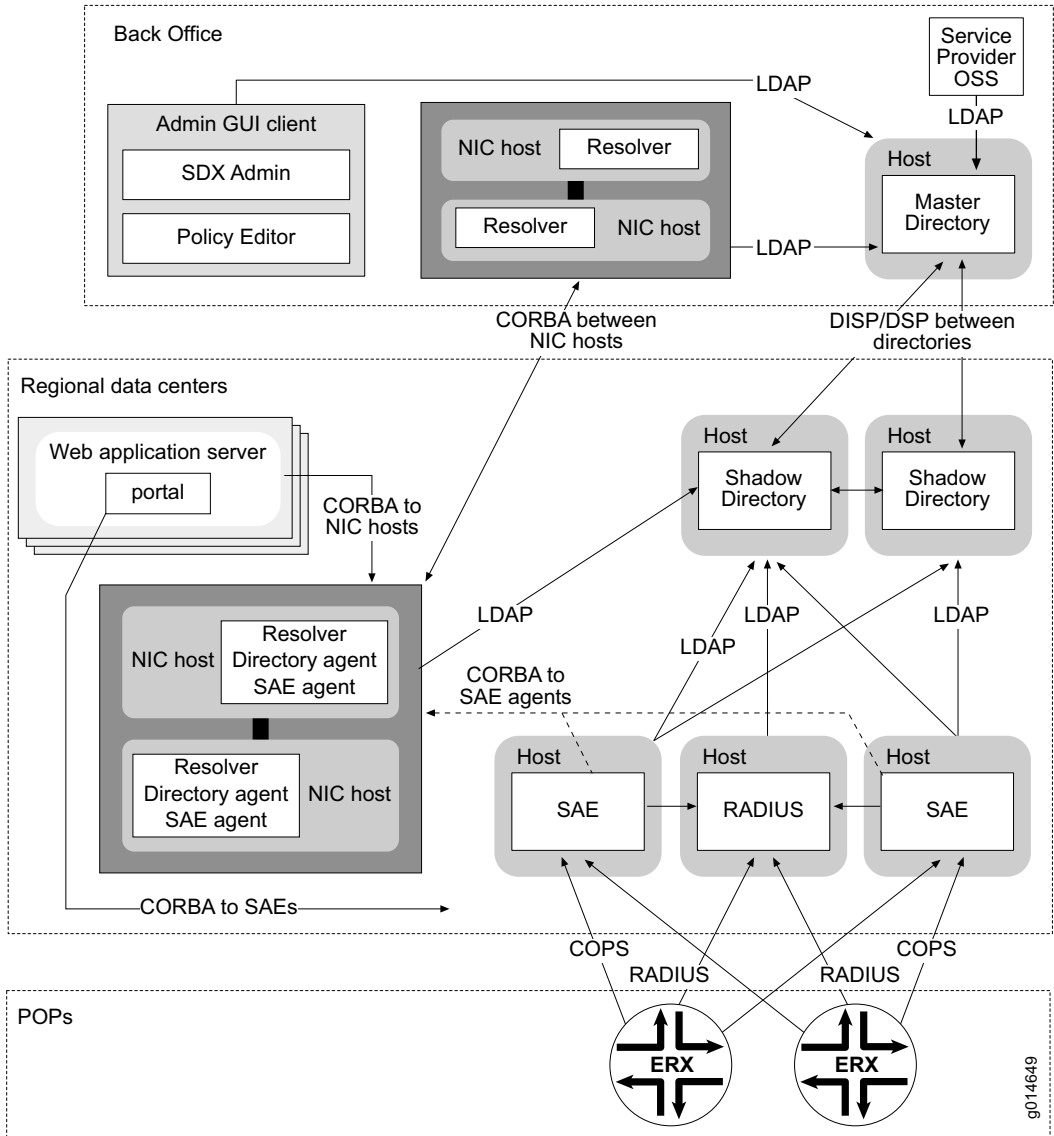 Back Office
Service
Provider
OSS
LDAP
LDAP
Admin GUI client
SDX Admin
Policy Editor
NIC host
Resolver
Resolver
NIC host
LDAP
Host
Master
Directory
CORBA between
NIC hosts
DISP/DSP between
directories
Regional data centers
Web application server
portal
CORBA to
NIC hosts
Host
Shadow
Directory
Host
Shadow
Directory
NIC host
Resolver
Directory agent
SAE agent
Resolver
Directory agent
SAE agent
NIC host
LDAP
LDAP
LDAP
LDAP
CORBA to
SAE agents
Host
SAE
Host
RADIUS
Host
SAE
CORBA to SAEs
COPS
RADIUS
RADIUS
COPS
POPs
ERX
ERX
g014649